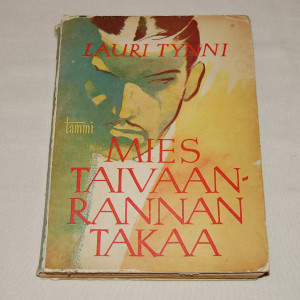 LAURI TYNNI
tammi
MIES
TAIVAAN-
RANNAN
TAKAA